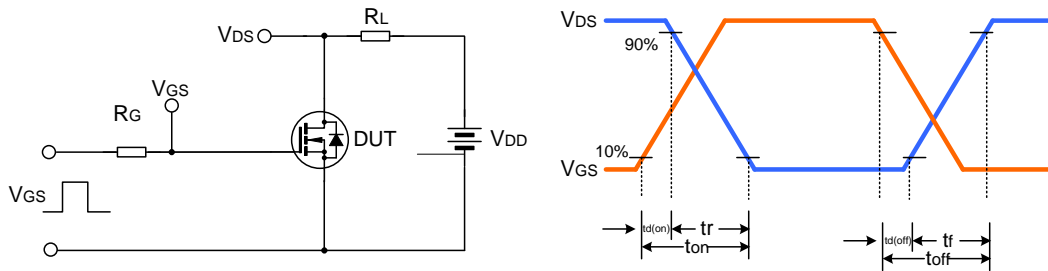 VDS
RL
VGS
RG
DUT
VDD
VGS
VDS
90%
10%
VGS
td(on)
tr
ton
td(off)
tf
toff